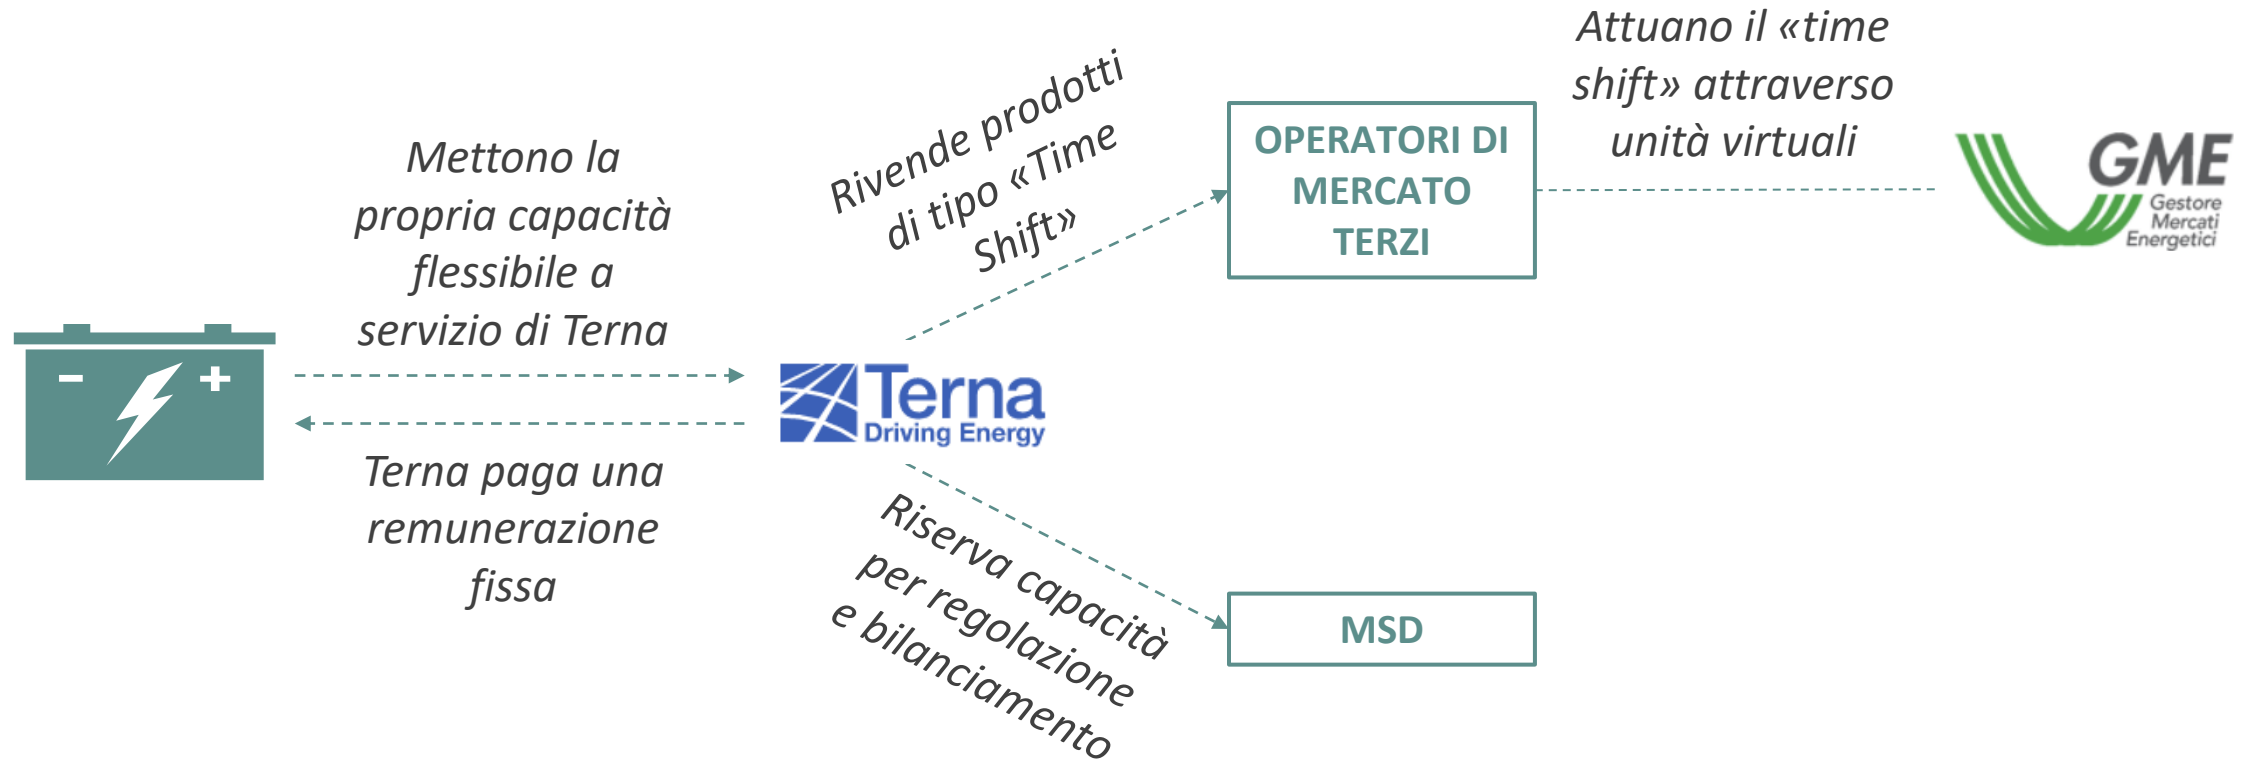 Mettono la
propria capacità
flessibile a
servizio di Terna
Terna paga una
remunerazione
fissa
Terna
Driving Energy
Rivende prodotti
di tipo «Time
Shift»
Riserva capacità
per regolazione
e bilanciamento
OPERATORI DI
MERCATO
TERZI
MSD
Attuano il «time
shift» attraverso
unità virtuali
GME
Gestore
Mercati
Energetici